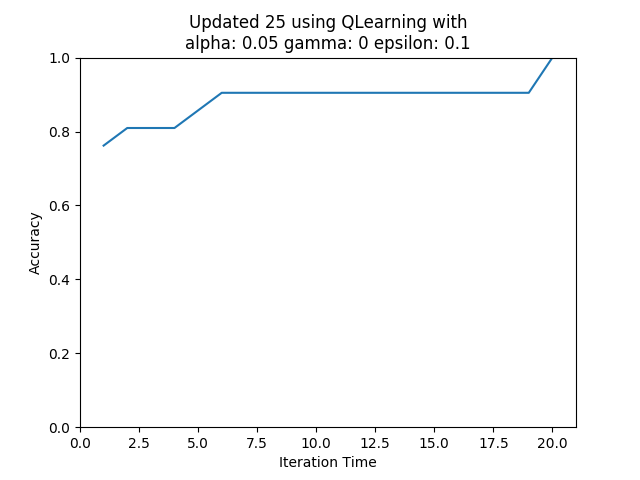 Updated 25 using QLearning with
alpha: 0.05 gamma: 0 epsilon: 0.1
1.0
0.8
0.6
0.4
0.2
0.0
Accuracy
0.0 2.5 5.0 7.5 10.0 12.5 15.0 17.5 20.0
Iteration Time